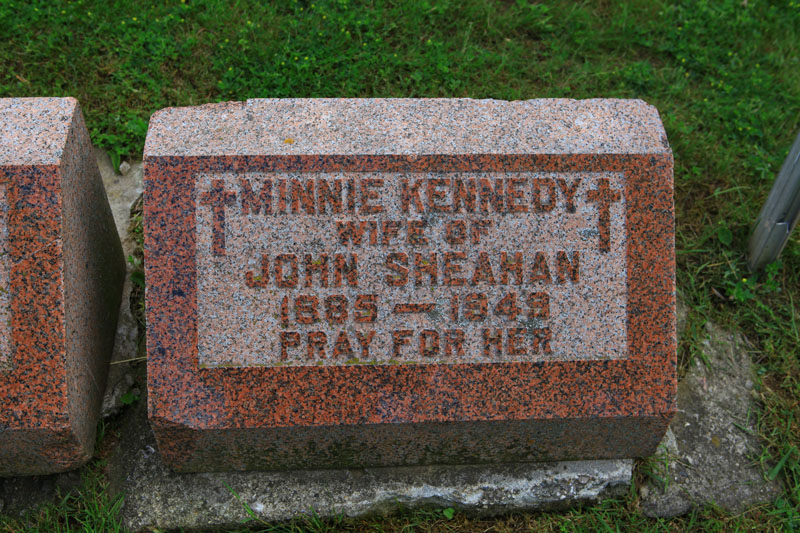 MINNIE KENNEDY
WIFE OF
JOHN SHEAHAN
1885 — 1949
PRAY FOR HER